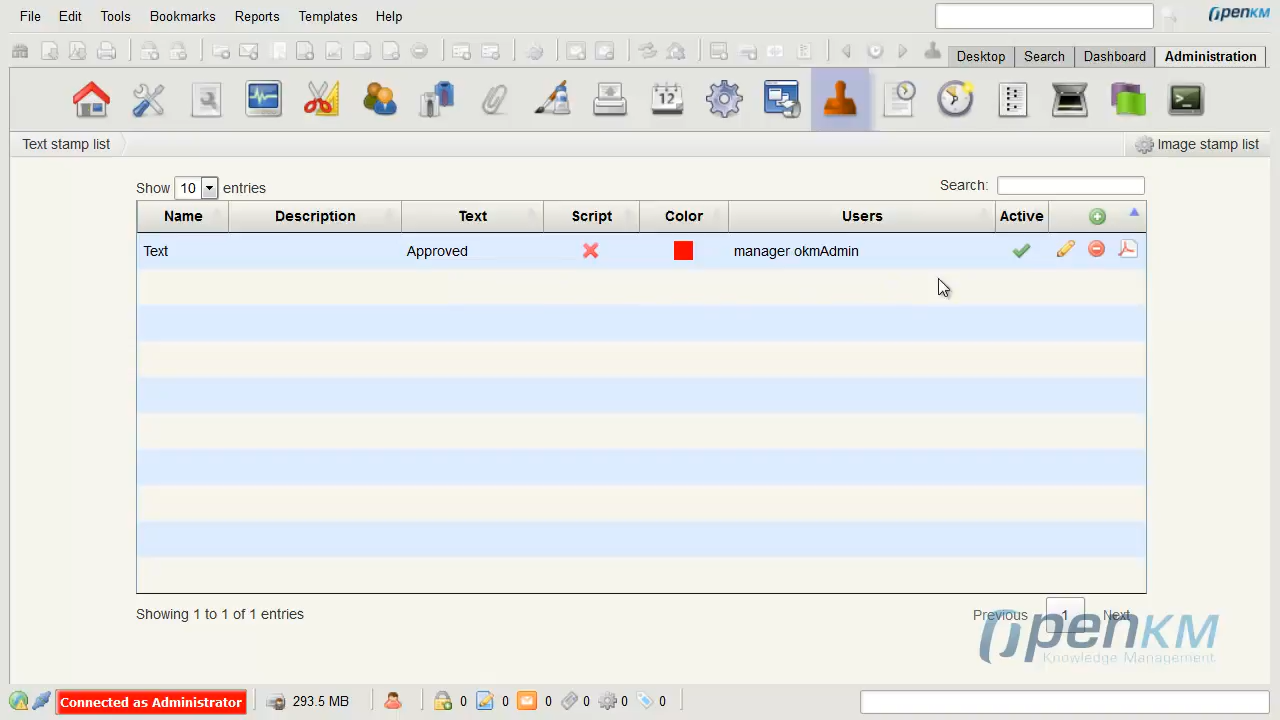 File Edit Tools Bookmarks Reports Templates Help
OPENKM
Desktop Search Dashboard Administration
12
Text stamp list
Image stamp list
Show 10 entries
Search:
Name Description Text Script Color Users Active
Text Approved manager okmAdmin
Showing 1 to 1 of 1 entries
Previous 1 Next
OPENKM
Knowledge Management
Connected as Administrator 293.5 MB 0 0 0 0 0 0